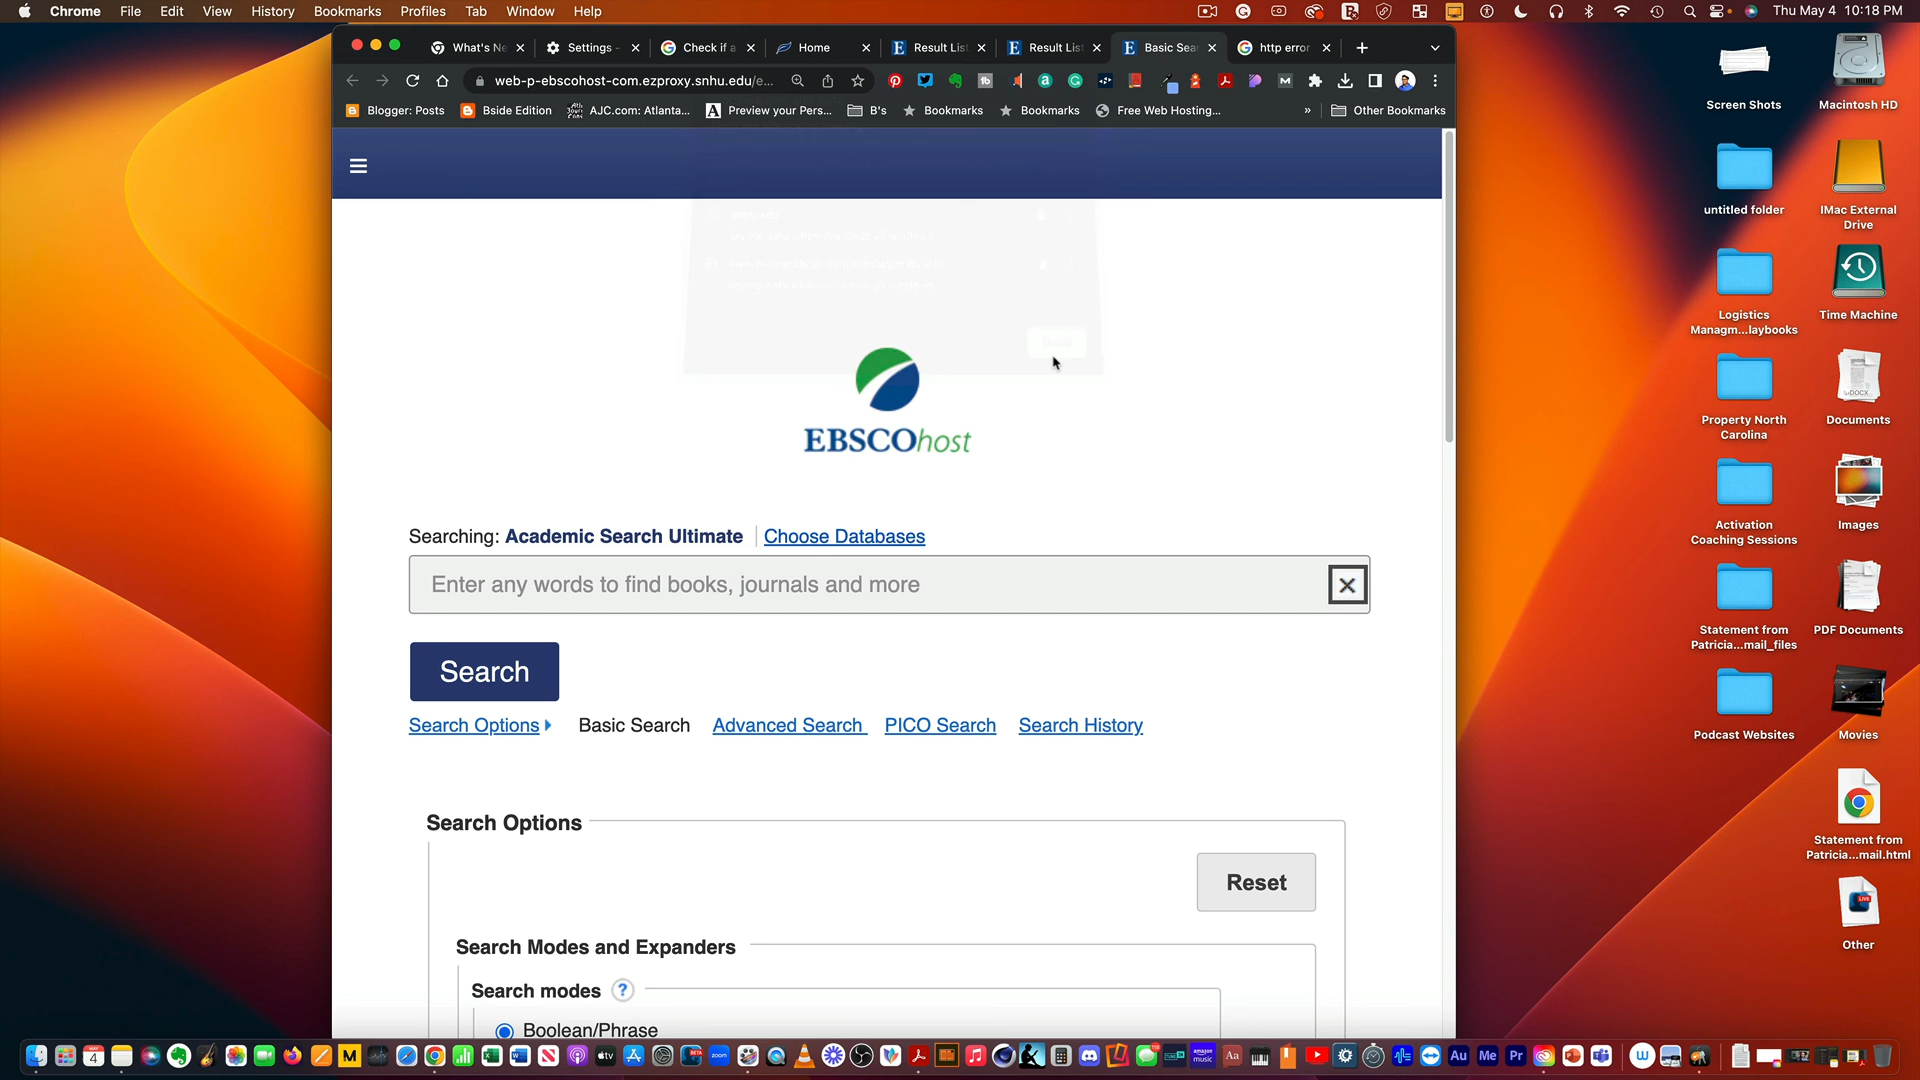 Chrome File Edit View History Bookmarks Profiles Tab Window Help
Thu May 4 10:18 PM
What's Ne
Settings -
Check if a
Home
Result Lis
Result Lis
Basic Sea
http error
web-p-ebscohost-com.ezproxy.snhu.edu/e...
Blogger: Posts
Bside Edition
AJC.com: Atlanta...
Preview your Pers...
B's
Bookmarks
Bookmarks
Free Web Hosting...
»
Other Bookmarks
EBSCOhost
Searching: Academic Search Ultimate
Choose Databases
Enter any words to find books, journals and more
Search
Search Options
Basic Search
Advanced Search
PICO Search
Search History
Search Options
Reset
Search Modes and Expanders
Search modes ?
Boolean/Phrase
Screen Shots
Macintosh HD
untitled folder
IMac External
Drive
Logistics
Managm...laybooks
Time Machine
Property North
Carolina
Documents
Activation
Coaching Sessions
Images
Statement from
Patricia...mail_files
PDF Documents
Podcast Websites
Movies
Statement from
Patricia...mail.html
Other